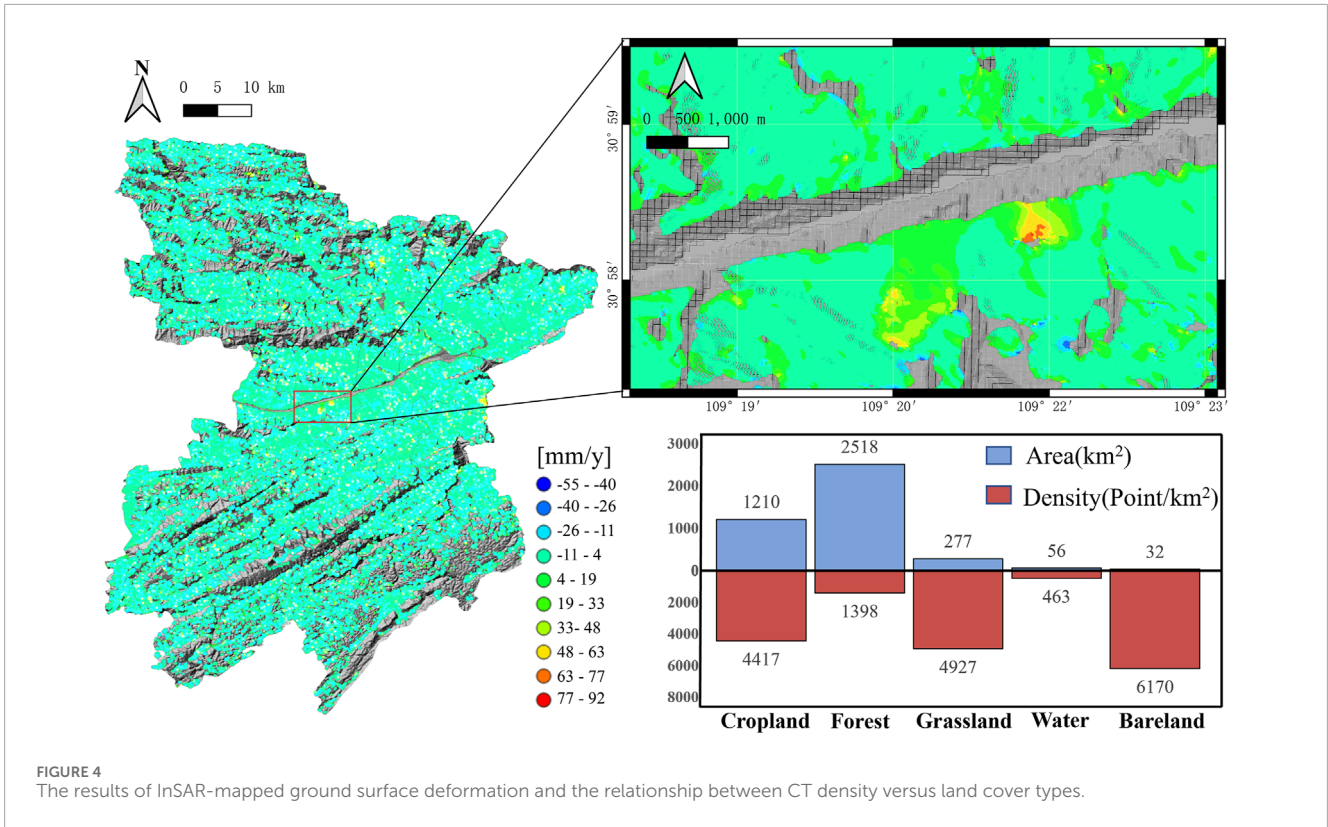 N
0 5 10 km
0 500 1,000 m
30° 59′
30° 58′
109° 19′ 109° 20′ 109° 22′ 109° 23′
[mm/y]
-55 - -40
-40 - -26
-26 - -11
-11 - 4
4 - 19
19 - 33
33- 48
48 - 63
63 - 77
77 - 92
3000
2000
1000
0
2000
4000
6000
8000
Area(km²)
Density(Point/km²)
1210 2518 277 56 32
4417 1398 4927 463 6170
Cropland Forest Grassland Water Bareland
FIGURE 4
The results of InSAR-mapped ground surface deformation and the relationship between CT density versus land cover types.